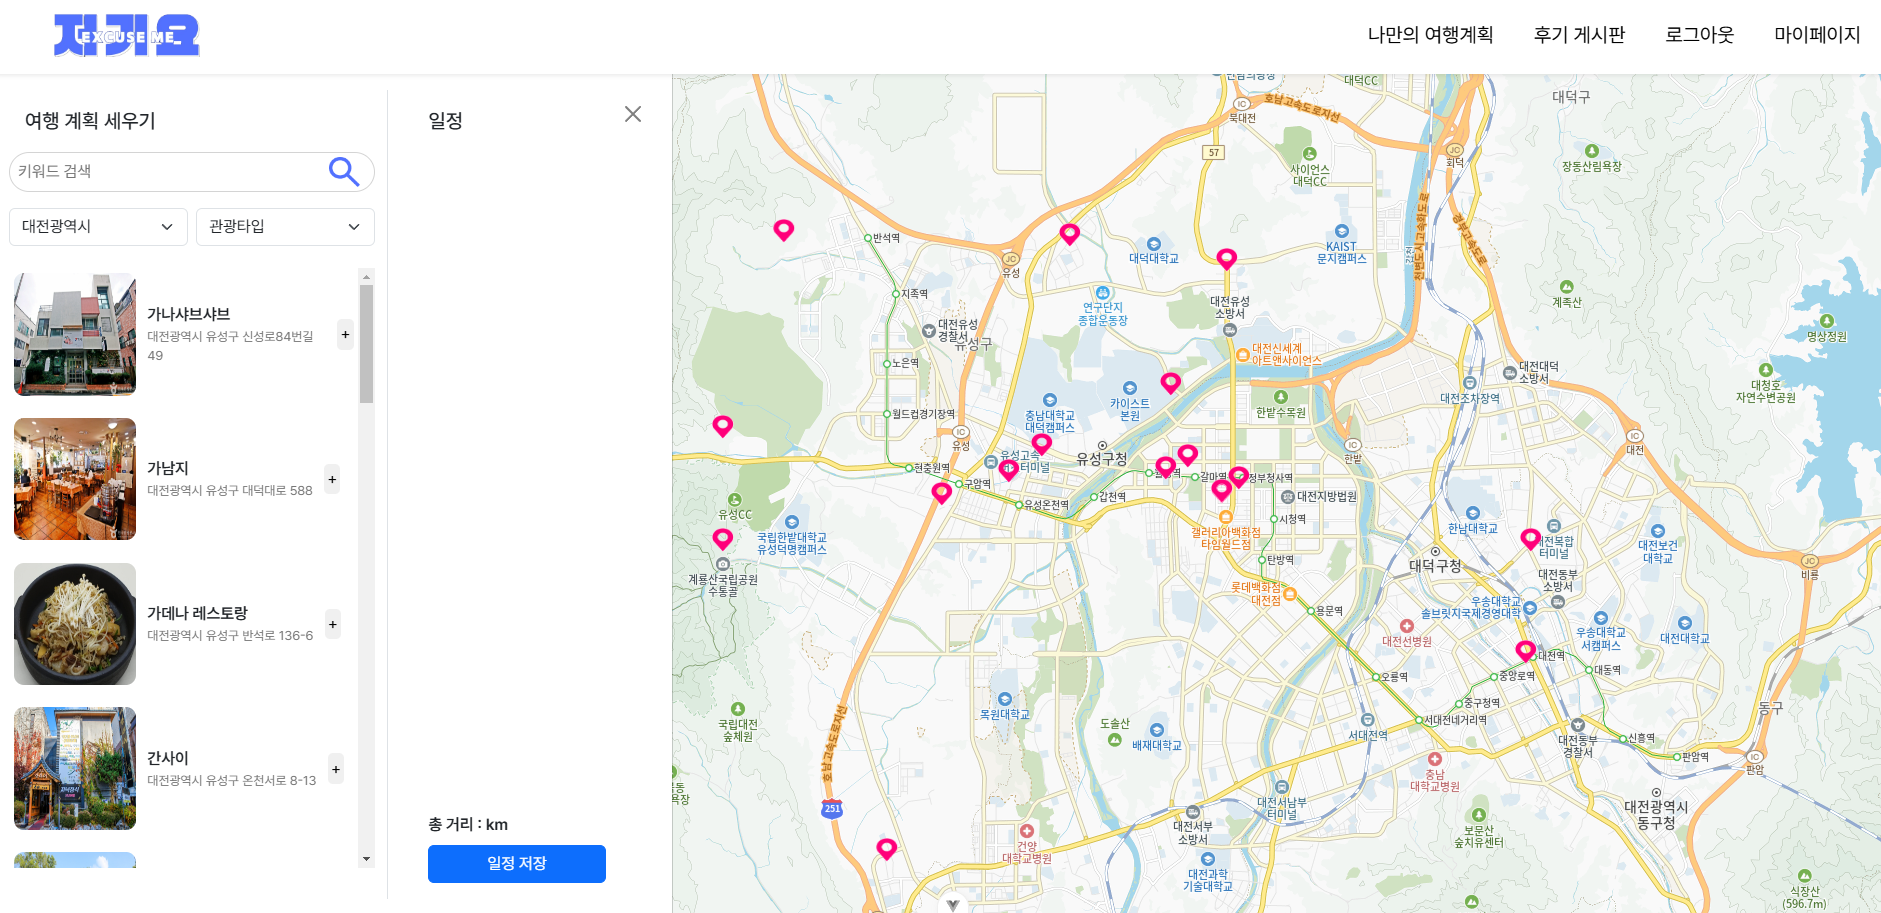 자기요
EXCUSE ME_
나만의 여행계획
후기 게시판
로그아웃
마이페이지
여행 계획 세우기
키워드 검색
대전광역시
관광타입
가나샤브샤브
대전광역시 유성구 신성로84번길
49
+
가남지
대전광역시 유성구 대덕대로 588
+
가데나 레스토랑
대전광역시 유성구 반석로 136-6
+
간사이
대전광역시 유성구 온천서로 8-13
+
일정
총 거리 : km
일정 저장
대덕CC
IC
북대전
호남고속도로지선
대덕구
57
사이언스
대덕CC
JC
회덕
장동산림욕장
반석역
대덕대학교
KAIST
문지캠퍼스
경부고속도로
JC
유성
지족역
연구단지
종합운동장
대전유성
소방서
계족산
명상정원
대전유성
경찰서
유성구
대전신세계
아트앤사이언스
노은역
대전대덕
소방서
대청호
자연수변공원
대전조차장역
월드컵경기장역
충남대학교
대덕캠퍼스
카이스트
본원
한밭수목원
IC
유성
IC
한밭
IC
대전
유성구청
현충원역
구암역
갈마역
정부청사역
대전지방법원
유성CC
유성온천역
갑천역
시청역
국립한밭대학교
유성덕명캠퍼스
갤러리아백화점
타임월드점
한남대학교
대전복합
터미널
대전보건
대학교
탄방역
대덕구청
계룡산국립공원
수통골
대전동부
소방서
IC
비룡
롯데백화점
대전점
용문역
우송대학교
솔브릿지국제경영대학
대전선병원
우송대학교
서캠퍼스
대전대학교
대전역
대동역
오룡역
중앙로역
중구청역
목원대학교
국립대전
숲체원
도솔산
배재대학교
서대전역
서대전네거리역
동구
대전동부
경찰서
신흥역
판암역
IC
판암
호남고속도로지선
충남
대학교병원
251
대전서남부
터미널
대전광역시
동구청
대전서부
소방서
보문산
숲치유센터
건양
대학교병원
대전과학
기술대학교
식장산
(596.7m)